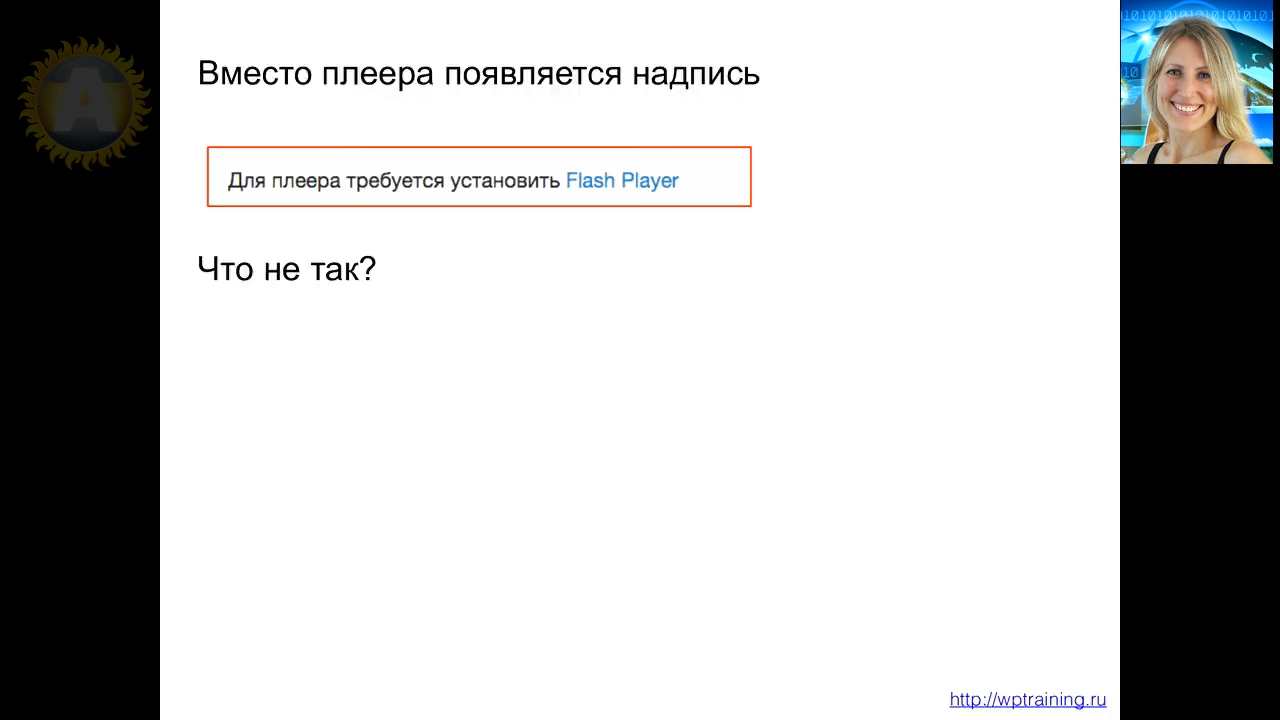 Вместо плеера появляется надпись
Для плеера требуется установить Flash Player
Что не так?
http://wptraining.ru
A